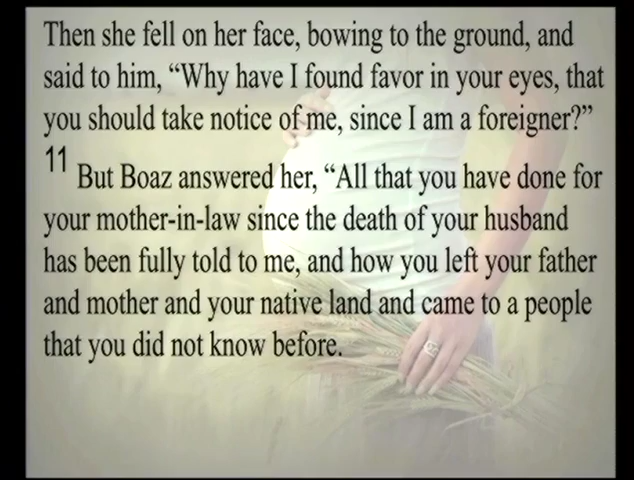 Then she fell on her face, bowing to the ground, and
said to him, “Why have I found favor in your eyes, that
you should take notice of me, since I am a foreigner?”
11 But Boaz answered her, “All that you have done for
your mother-in-law since the death of your husband
has been fully told to me, and how you left your father
and mother and your native land and came to a people
that you did not know before.